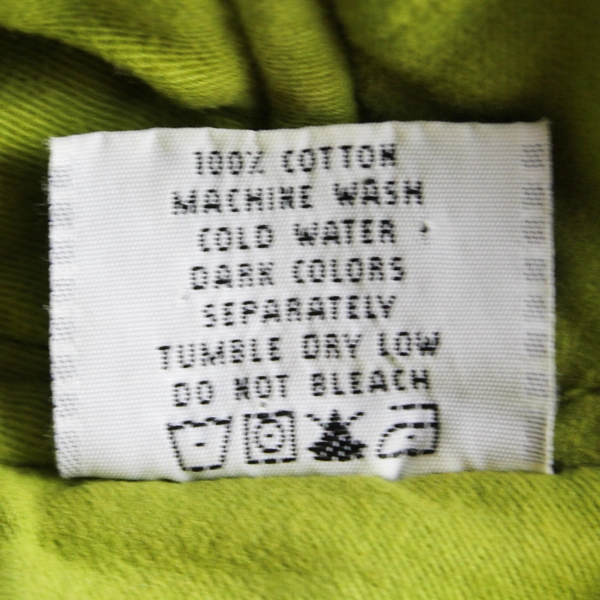 100% COTTON
MACHINE WASH
COLD WATER
DARK COLORS
SEPARATELY
TUMBLE DRY LOW
DO NOT BLEACH